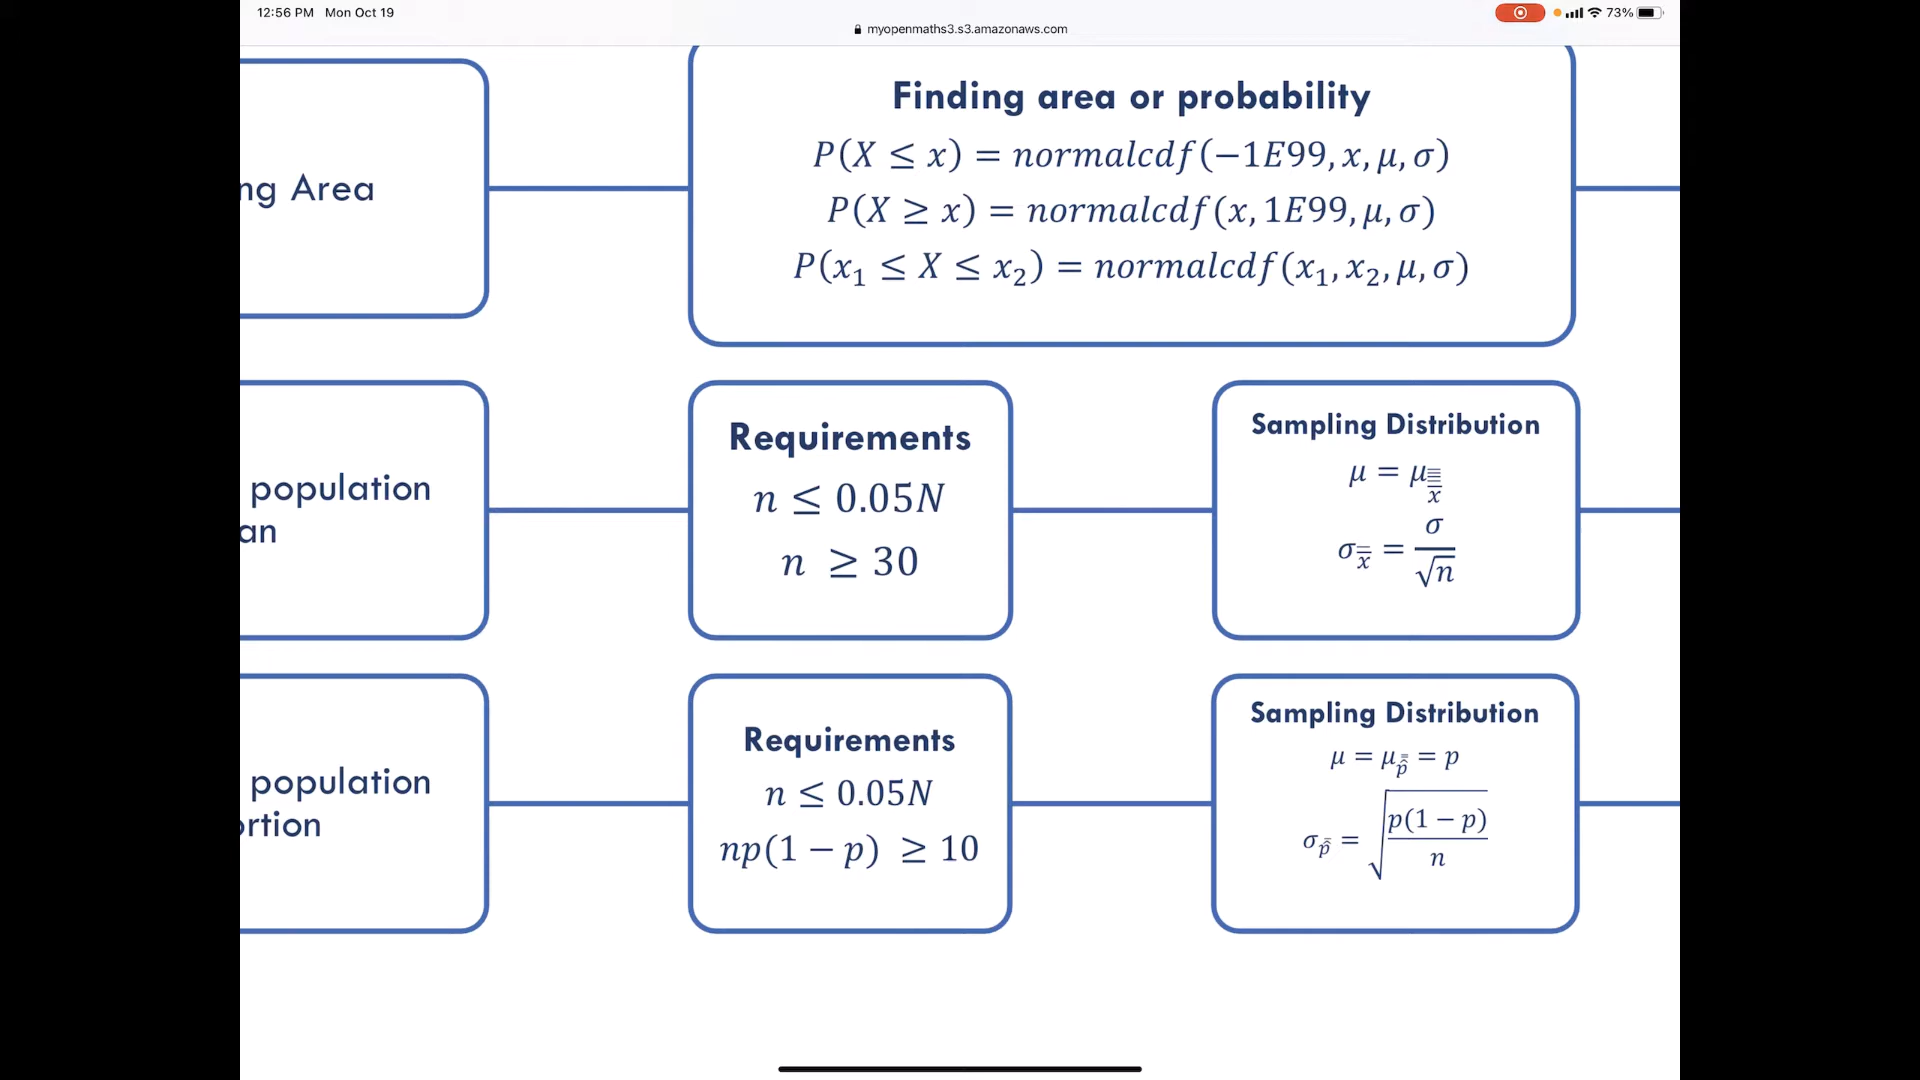 12:56 PM Mon Oct 19
73%
myopenmaths3.s3.amazonaws.com
ng Area
Finding area or probability
P(X ≤ x) = normalcdf(−1E99, x, μ, σ)
P(X ≥ x) = normalcdf(x, 1E99, μ, σ)
P(x₁ ≤ X ≤ x₂) = normalcdf(x₁, x₂, μ, σ)
population
an
Requirements
n ≤ 0.05N
n ≥ 30
Sampling Distribution
μ = μ_x̿̿
σ_x̿ = σ/√n
population
ortion
Requirements
n ≤ 0.05N
np(1 − p) ≥ 10
Sampling Distribution
μ = μ_p̂̿ = p
σ_p̂̄ = √(p(1 − p)/n)